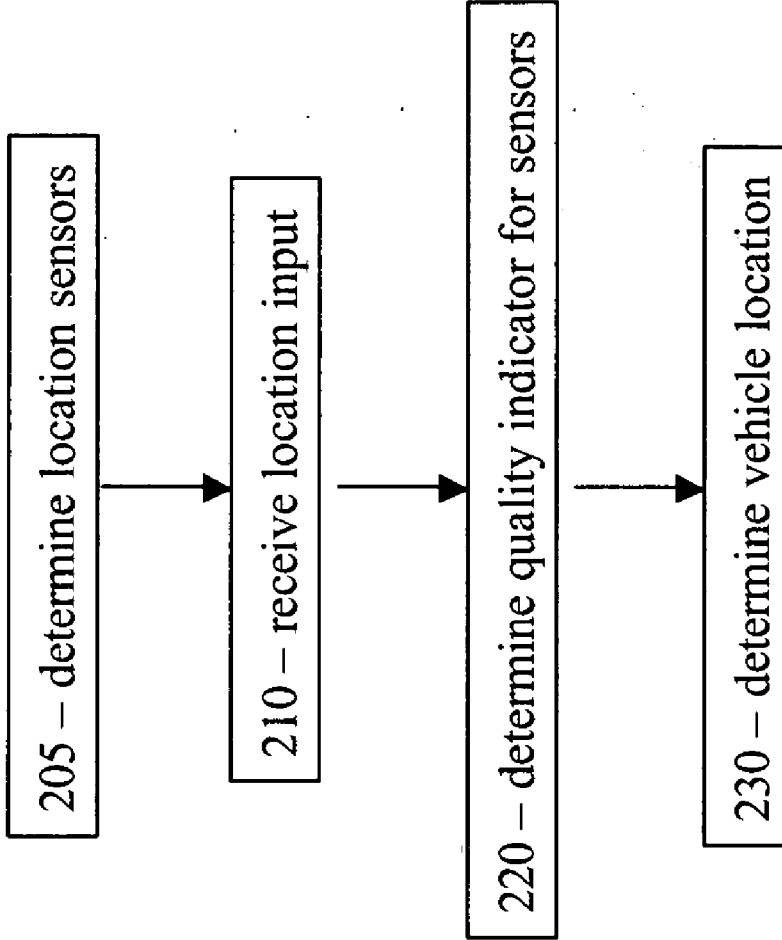 205 – determine location sensors
210 – receive location input
220 – determine quality indicator for sensors
230 – determine vehicle location